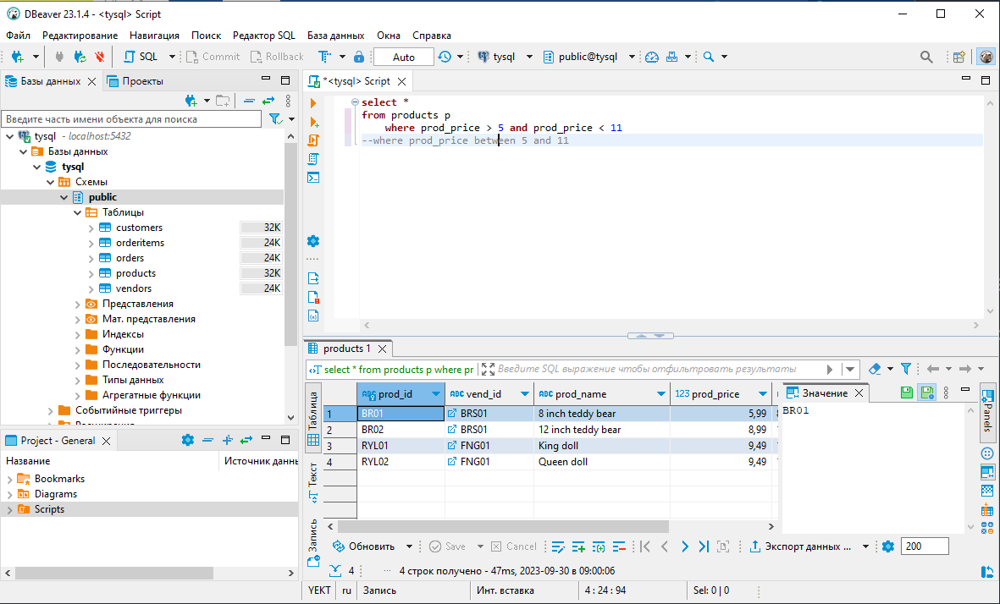 DBeaver 23.1.4 - <tysql> Script
Файл Редактирование Навигация Поиск Редактор SQL База данных Окна Справка
SQL Commit Rollback Auto tysql public@tysql
Базы данных Проекты
Введите часть имени объекта для поиска
tysql - localhost:5432
Базы данных
tysql
Схемы
public
Таблицы
customers 32K
orderitems 24K
orders 24K
products 32K
vendors 24K
Представления
Мат. представления
Индексы
Функции
Последовательности
Типы данных
Агрегатные функции
Событийные триггеры
Project - General
Название Источник данн
Bookmarks
Diagrams
Scripts
*<tysql> Script
select *
from products p
where prod_price > 5 and prod_price < 11
--where prod_price between 5 and 11
products 1
select * from products p where pr Введите SQL выражение чтобы отфильтровать результаты
Таблица
Текст
Запись
prod_id vend_id prod_name prod_price
1 BR01 BRS01 8 inch teddy bear 5,99
2 BR02 BRS01 12 inch teddy bear 8,99
3 RYL01 FNG01 King doll 9,49
4 RYL02 FNG01 Queen doll 9,49
Значение
BR01
Panels
Обновить Save Cancel Экспорт данных ... 200
4 4 строк получено - 47ms, 2023-09-30 в 09:00:06
YEKT ru Запись Инт. вставка 4 : 24 : 94 Sel: 0 | 0